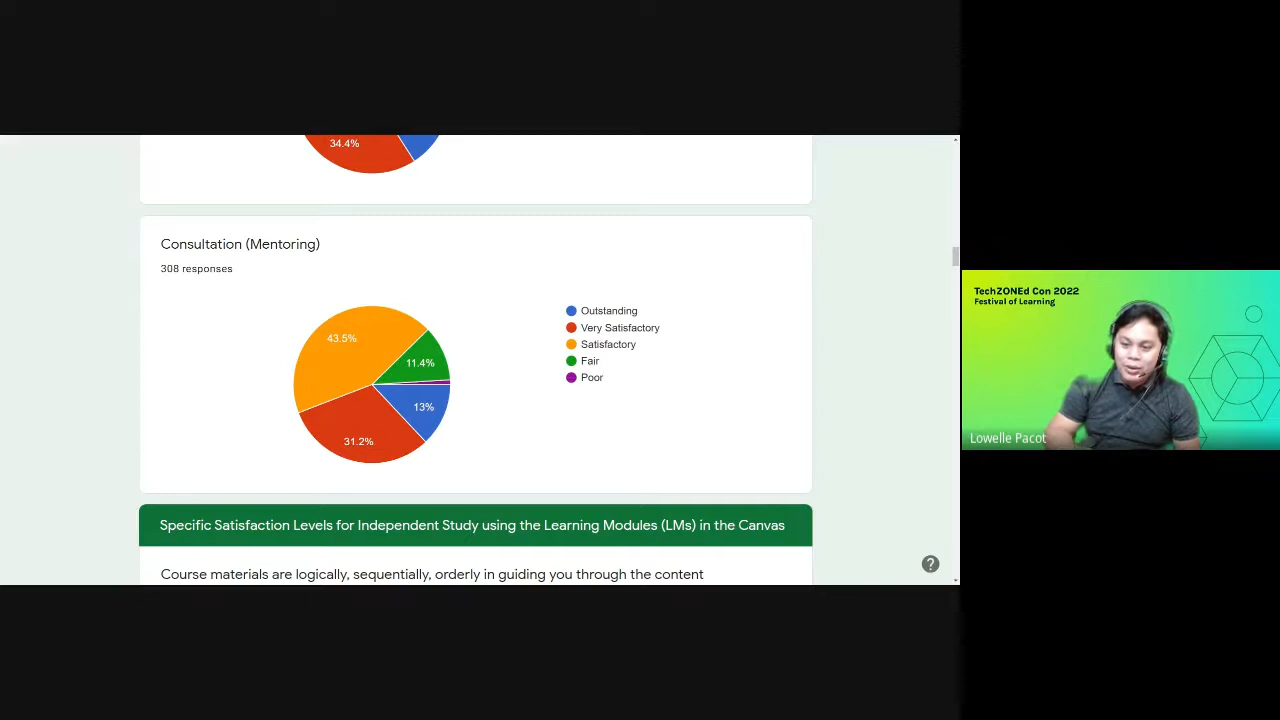 34.4%
Consultation (Mentoring)
308 responses
43.5%
11.4%
13%
31.2%
Outstanding
Very Satisfactory
Satisfactory
Fair
Poor
Specific Satisfaction Levels for Independent Study using the Learning Modules (LMs) in the Canvas
Course materials are logically, sequentially, orderly in guiding you through the content
?
TechZONEd Con 2022
Festival of Learning
Lowelle Pacot